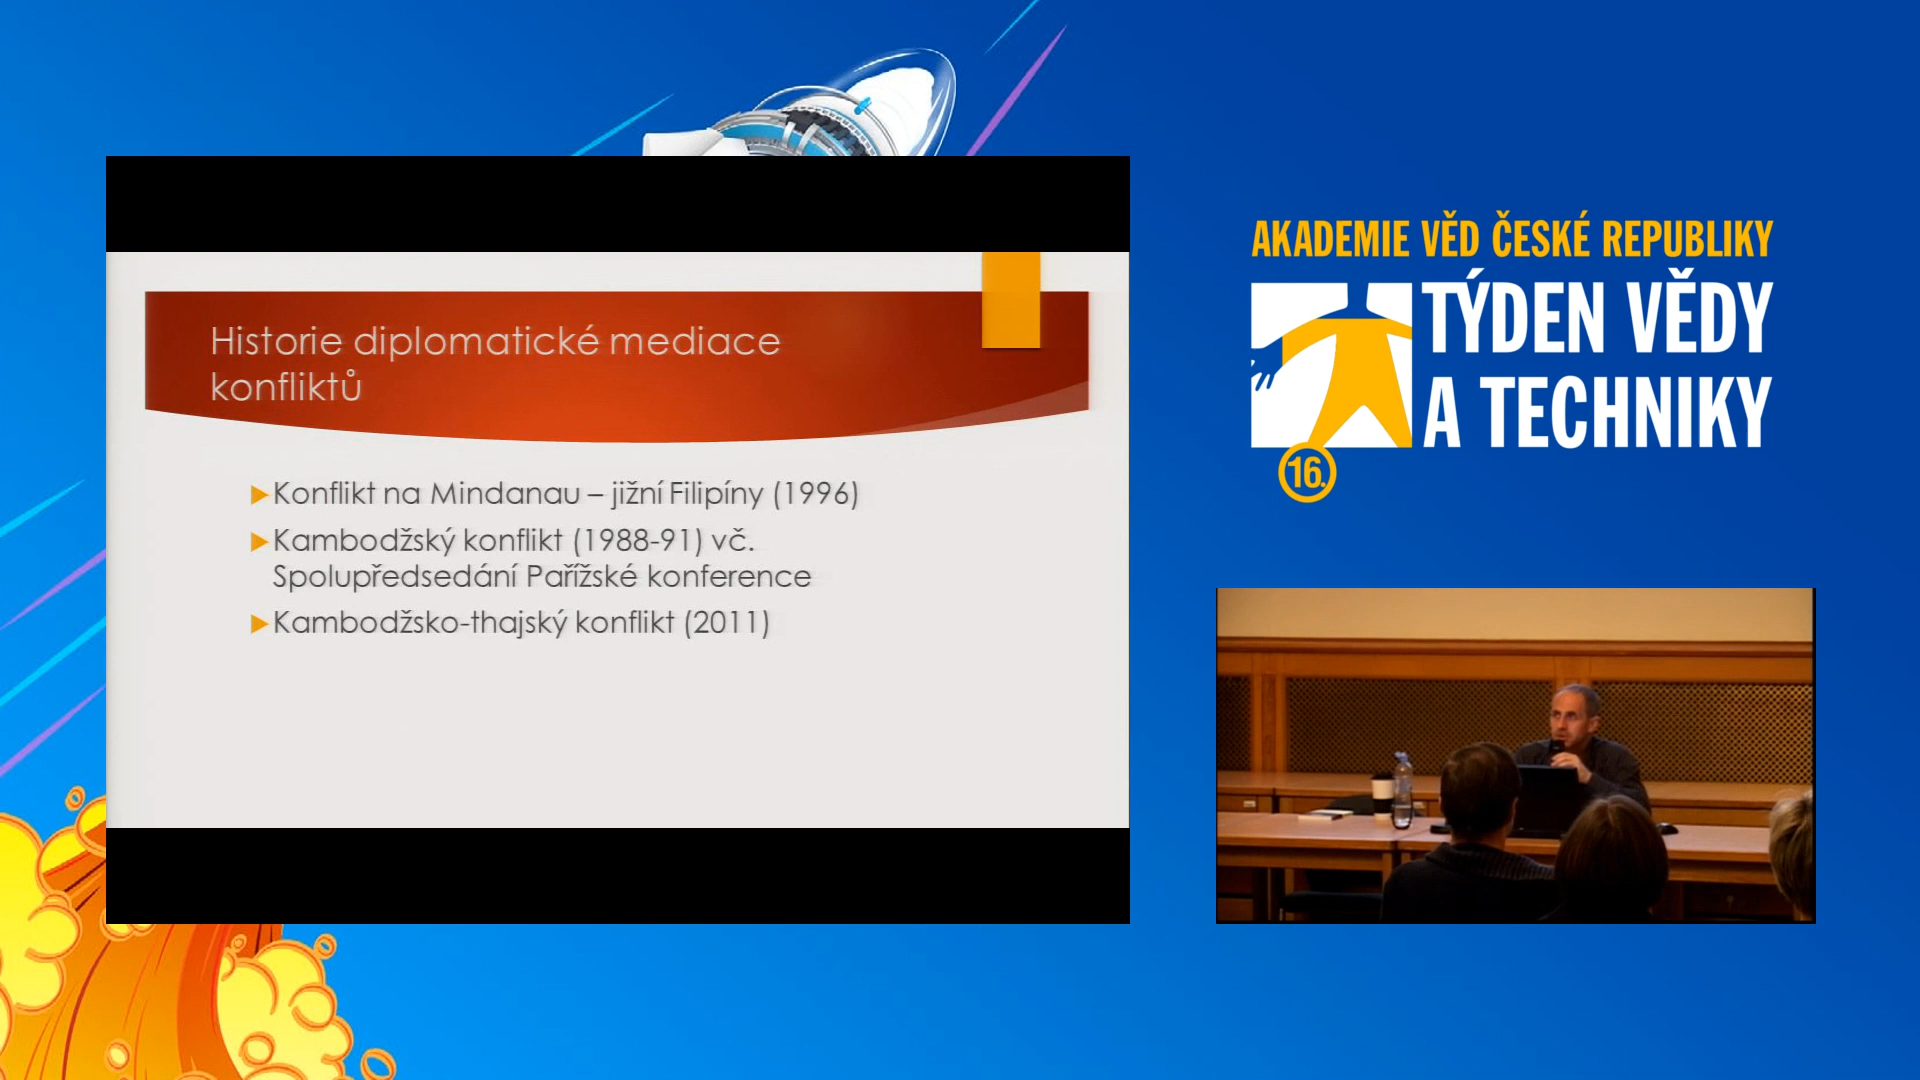 Historie diplomatické mediace
konfliktů
Konflikt na Mindanau – jižní Filipíny (1996)
Kambodžský konflikt (1988-91) vč.
Spolupředsedání Pařížské konference
Kambodžsko-thajský konflikt (2011)
AKADEMIE VĚD ČESKÉ REPUBLIKY
TÝDEN VĚDY
A TECHNIKY
16.